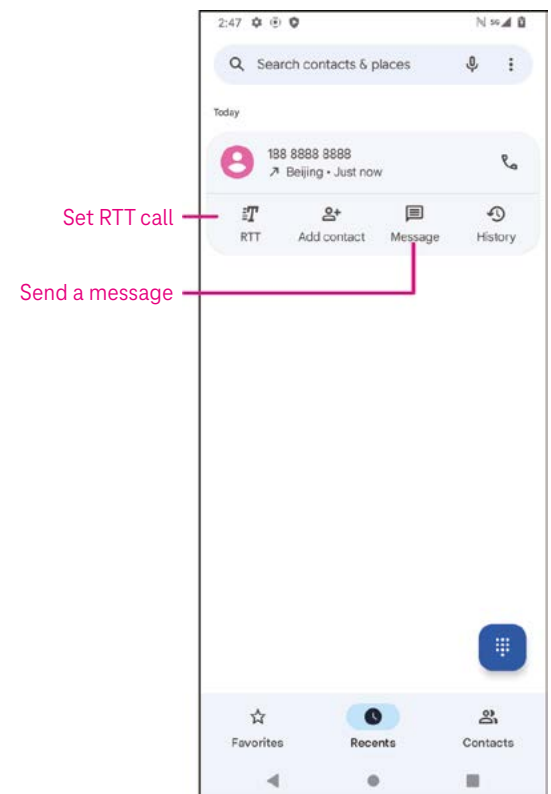 2:47
5G
Search contacts & places
Today
188 8888 8888
Beijing • Just now
Set RTT call
RTT
Add contact
Message
History
Send a message
Favorites
Recents
Contacts